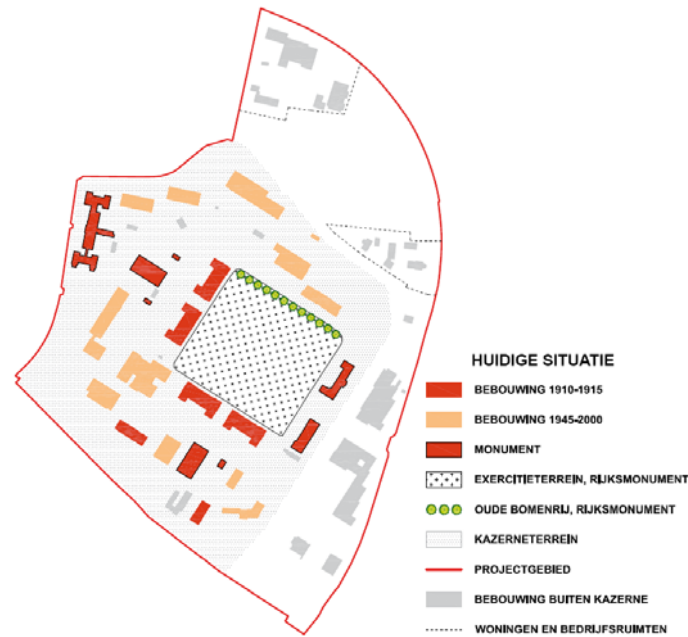 HUIDIGE SITUATIE
BEBOUWING 1910-1915
BEBOUWING 1945-2000
MONUMENT
EXERCITIETERREIN, RIJKSMONUMENT
OUDE BOMENRIJ, RIJKSMONUMENT
KAZERNETERREIN
PROJECTGEBIED
BEBOUWING BUITEN KAZERNE
WONINGEN EN BEDRIJFSRUIMTEN